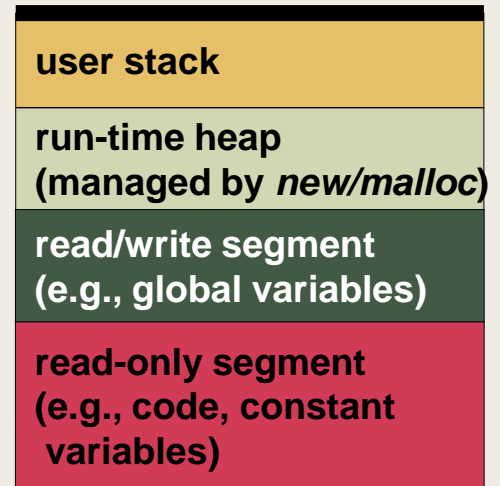 user stack
run-time heap
(managed by new/malloc)
read/write segment
(e.g., global variables)
read-only segment
(e.g., code, constant
variables)